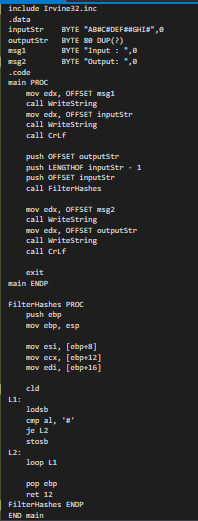 include Irvine32.inc
.data
inputStr    BYTE "AB#C#DEF##GHI#",0
outputStr   BYTE 80 DUP(?)
msg1        BYTE "Input : ",0
msg2        BYTE "Output: ",0
.code
main PROC
    mov edx, OFFSET msg1
    call WriteString
    mov edx, OFFSET inputStr
    call WriteString
    call CrLf

    push OFFSET outputStr
    push LENGTHOF inputStr - 1
    push OFFSET inputStr
    call FilterHashes

    mov edx, OFFSET msg2
    call WriteString
    mov edx, OFFSET outputStr
    call WriteString
    call CrLf

    exit
main ENDP

FilterHashes PROC
    push ebp
    mov ebp, esp

    mov esi, [ebp+8]
    mov ecx, [ebp+12]
    mov edi, [ebp+16]

    cld
L1:
    lodsb
    cmp al, '#'
    je L2
    stosb
L2:
    loop L1

    pop ebp
    ret 12
FilterHashes ENDP
END main